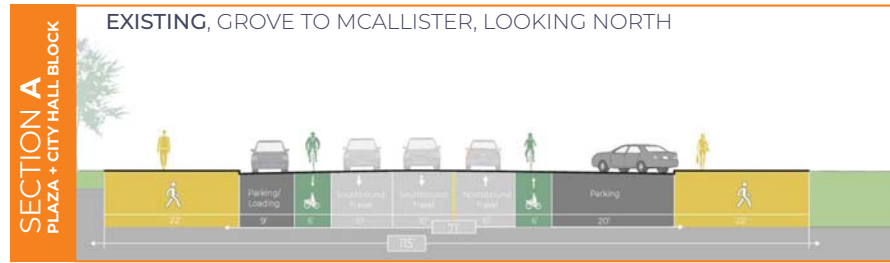 SECTION A
PLAZA + CITY HALL BLOCK
EXISTING, GROVE TO MCALLISTER, LOOKING NORTH
Parking/
Loading
Southbound
Travel
Southbound
Travel
Northbound
Travel
Parking
22'
9'
6'
10'
10'
10'
6'
20'
22'
71'
115'